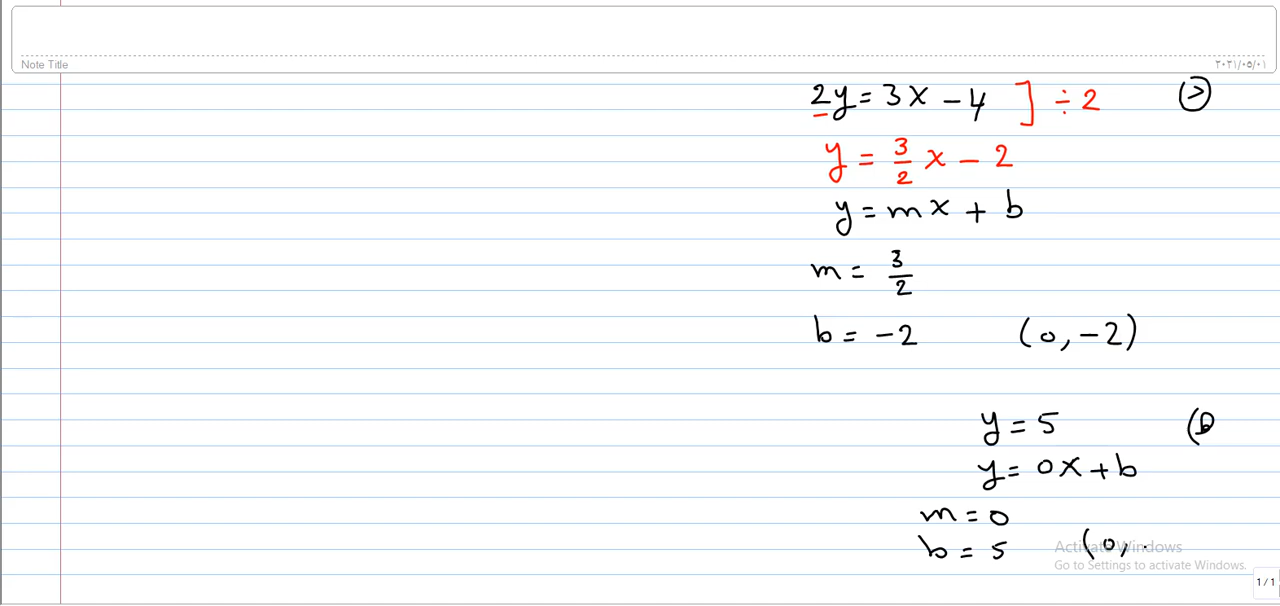 Note Title
٢٠٢١/٠٥/٠١
2y = 3x - 4 ] ÷ 2
y = 3/2 x - 2
y = mx + b
m = 3/2
b = -2 (0, -2)
y = 5
y = 0x + b
m = 0
b = 5 (0,
Activate Windows
Go to Settings to activate Windows.
1/1